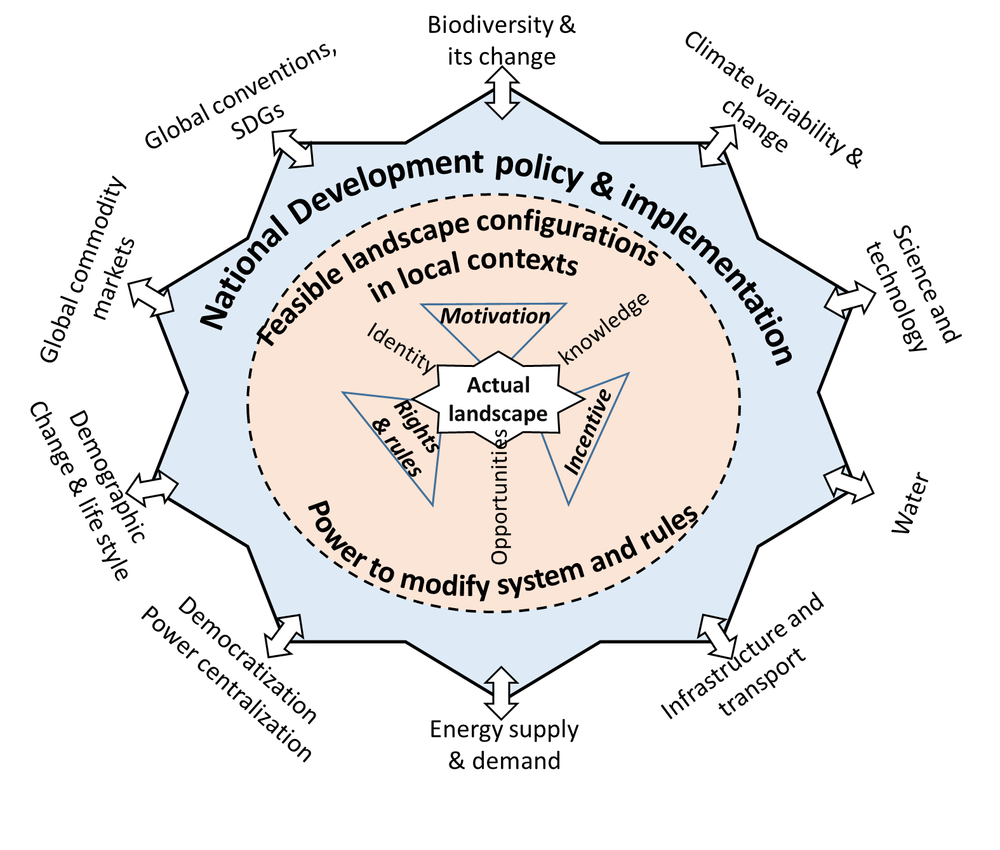 Biodiversity &
its change
Climate variability &
change
Science and
technology
Water
Infrastructure and
transport
Energy supply
& demand
Democratization
Power centralization
Demographic
Change & life style
Global commodity
markets
Global conventions,
SDGs
National Development policy & implementation
Feasible landscape configurations
in local contexts
Motivation
Identity
knowledge
Actual
landscape
Rights
& rules
Incentive
Opportunities
Power to modify system and rules